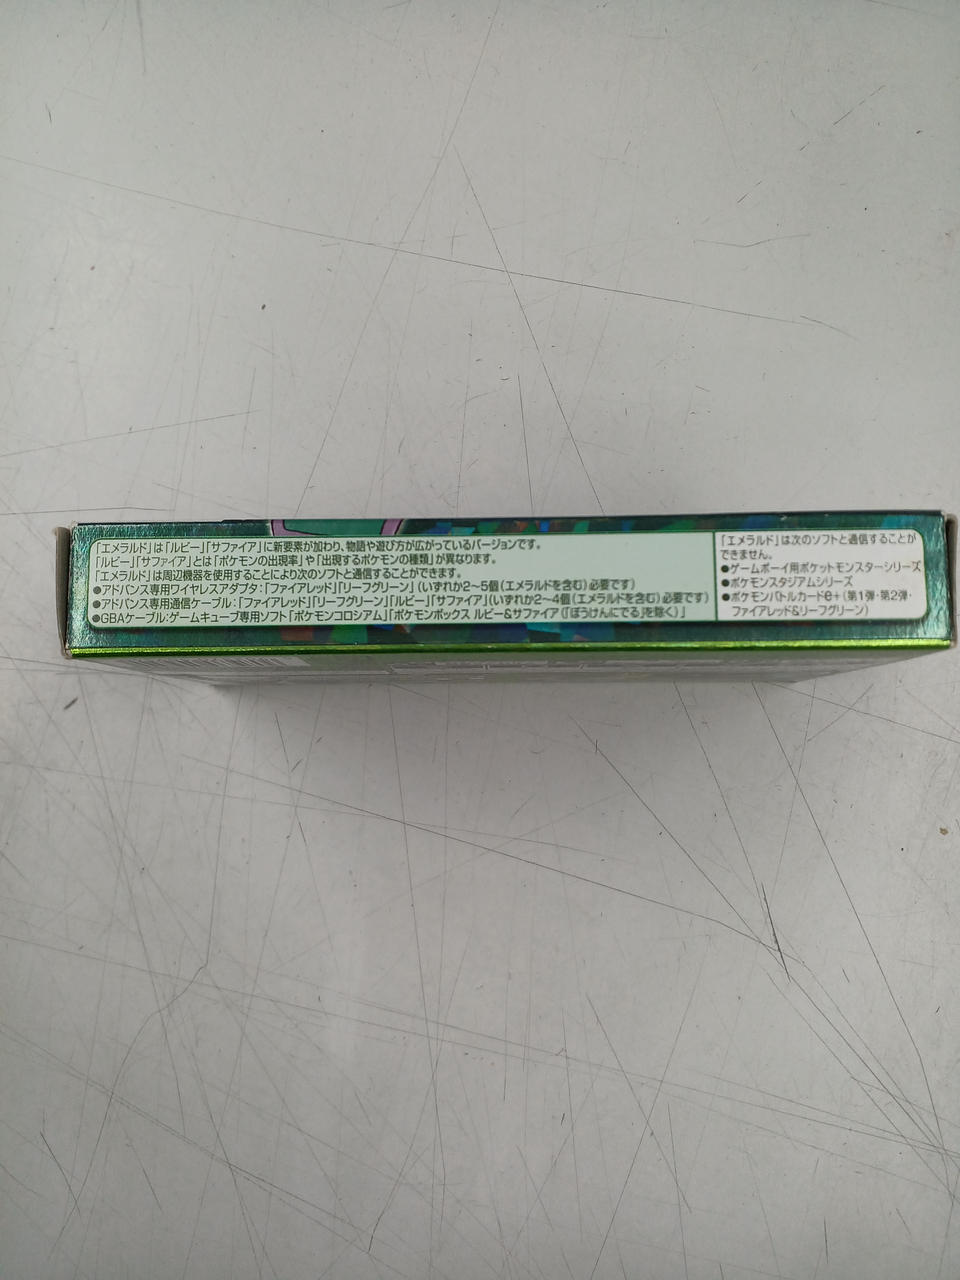 「エメラルド」は「ルビー」「サファイア」に新要素が加わり、物語や遊び方が広がっているバージョンです。
「ルビー」「サファイア」とは「ポケモンの出現率」や「出現するポケモンの種類」が異なります。
「エメラルド」は周辺機器を使用することにより次のソフトと通信することができます。
●アドバンス専用ワイヤレスアダプタ：「ファイアレッド」「リーフグリーン」（いずれか2〜5個（エメラルドを含む）必要です）
●アドバンス専用通信ケーブル：「ファイアレッド」「リーフグリーン」「ルビー」「サファイア」（いずれか2〜4個（エメラルドを含む）必要です）
●GBAケーブル：ゲームキューブ専用ソフト「ポケモンコロシアム」「ポケモンボックス ルビー&サファイア（「ぼうけんにでる」を除く）」
「エメラルド」は次のソフトと通信することが
できません。
●ゲームボーイ用ポケットモンスターシリーズ
●ポケモンスタジアムシリーズ
●ポケモンバトルカードe+（第1弾・第2弾・
ファイアレッド&リーフグリーン）